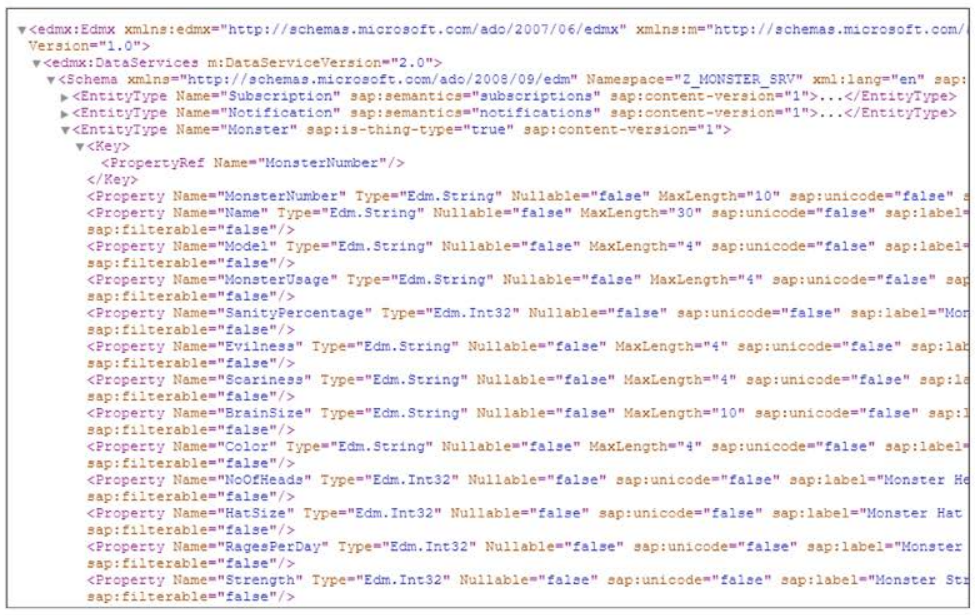 ▼<edmx:Edmx xmlns:edmx="http://schemas.microsoft.com/ado/2007/06/edmx" xmlns:m="http://schemas.microsoft.com/
Version="1.0">
▼<edmx:DataServices m:DataServiceVersion="2.0">
▼<Schema xmlns="http://schemas.microsoft.com/ado/2008/09/edm" Namespace="Z_MONSTER_SRV" xml:lang="en" sap:
▶<EntityType Name="Subscription" sap:semantics="subscriptions" sap:content-version="1">...</EntityType>
▶<EntityType Name="Notification" sap:semantics="notifications" sap:content-version="1">...</EntityType>
▼<EntityType Name="Monster" sap:is-thing-type="true" sap:content-version="1">
▼<Key>
<PropertyRef Name="MonsterNumber"/>
</Key>
<Property Name="MonsterNumber" Type="Edm.String" Nullable="false" MaxLength="10" sap:unicode="false" s
<Property Name="Name" Type="Edm.String" Nullable="false" MaxLength="30" sap:unicode="false" sap:label=
sap:filterable="false"/>
<Property Name="Model" Type="Edm.String" Nullable="false" MaxLength="4" sap:unicode="false" sap:label=
sap:filterable="false"/>
<Property Name="MonsterUsage" Type="Edm.String" Nullable="false" MaxLength="4" sap:unicode="false" sap
sap:filterable="false"/>
<Property Name="SanityPercentage" Type="Edm.Int32" Nullable="false" sap:unicode="false" sap:label="Mon
sap:filterable="false"/>
<Property Name="Evilness" Type="Edm.String" Nullable="false" MaxLength="4" sap:unicode="false" sap:lab
sap:filterable="false"/>
<Property Name="Scariness" Type="Edm.String" Nullable="false" MaxLength="4" sap:unicode="false" sap:la
sap:filterable="false"/>
<Property Name="BrainSize" Type="Edm.String" Nullable="false" MaxLength="10" sap:unicode="false" sap:l
sap:filterable="false"/>
<Property Name="Color" Type="Edm.String" Nullable="false" MaxLength="4" sap:unicode="false" sap:label=
sap:filterable="false"/>
<Property Name="NoOfHeads" Type="Edm.Int32" Nullable="false" sap:unicode="false" sap:label="Monster He
sap:filterable="false"/>
<Property Name="HatSize" Type="Edm.Int32" Nullable="false" sap:unicode="false" sap:label="Monster Hat
sap:filterable="false"/>
<Property Name="RagesPerDay" Type="Edm.Int32" Nullable="false" sap:unicode="false" sap:label="Monster
sap:filterable="false"/>
<Property Name="Strength" Type="Edm.Int32" Nullable="false" sap:unicode="false" sap:label="Monster Str
sap:filterable="false"/>